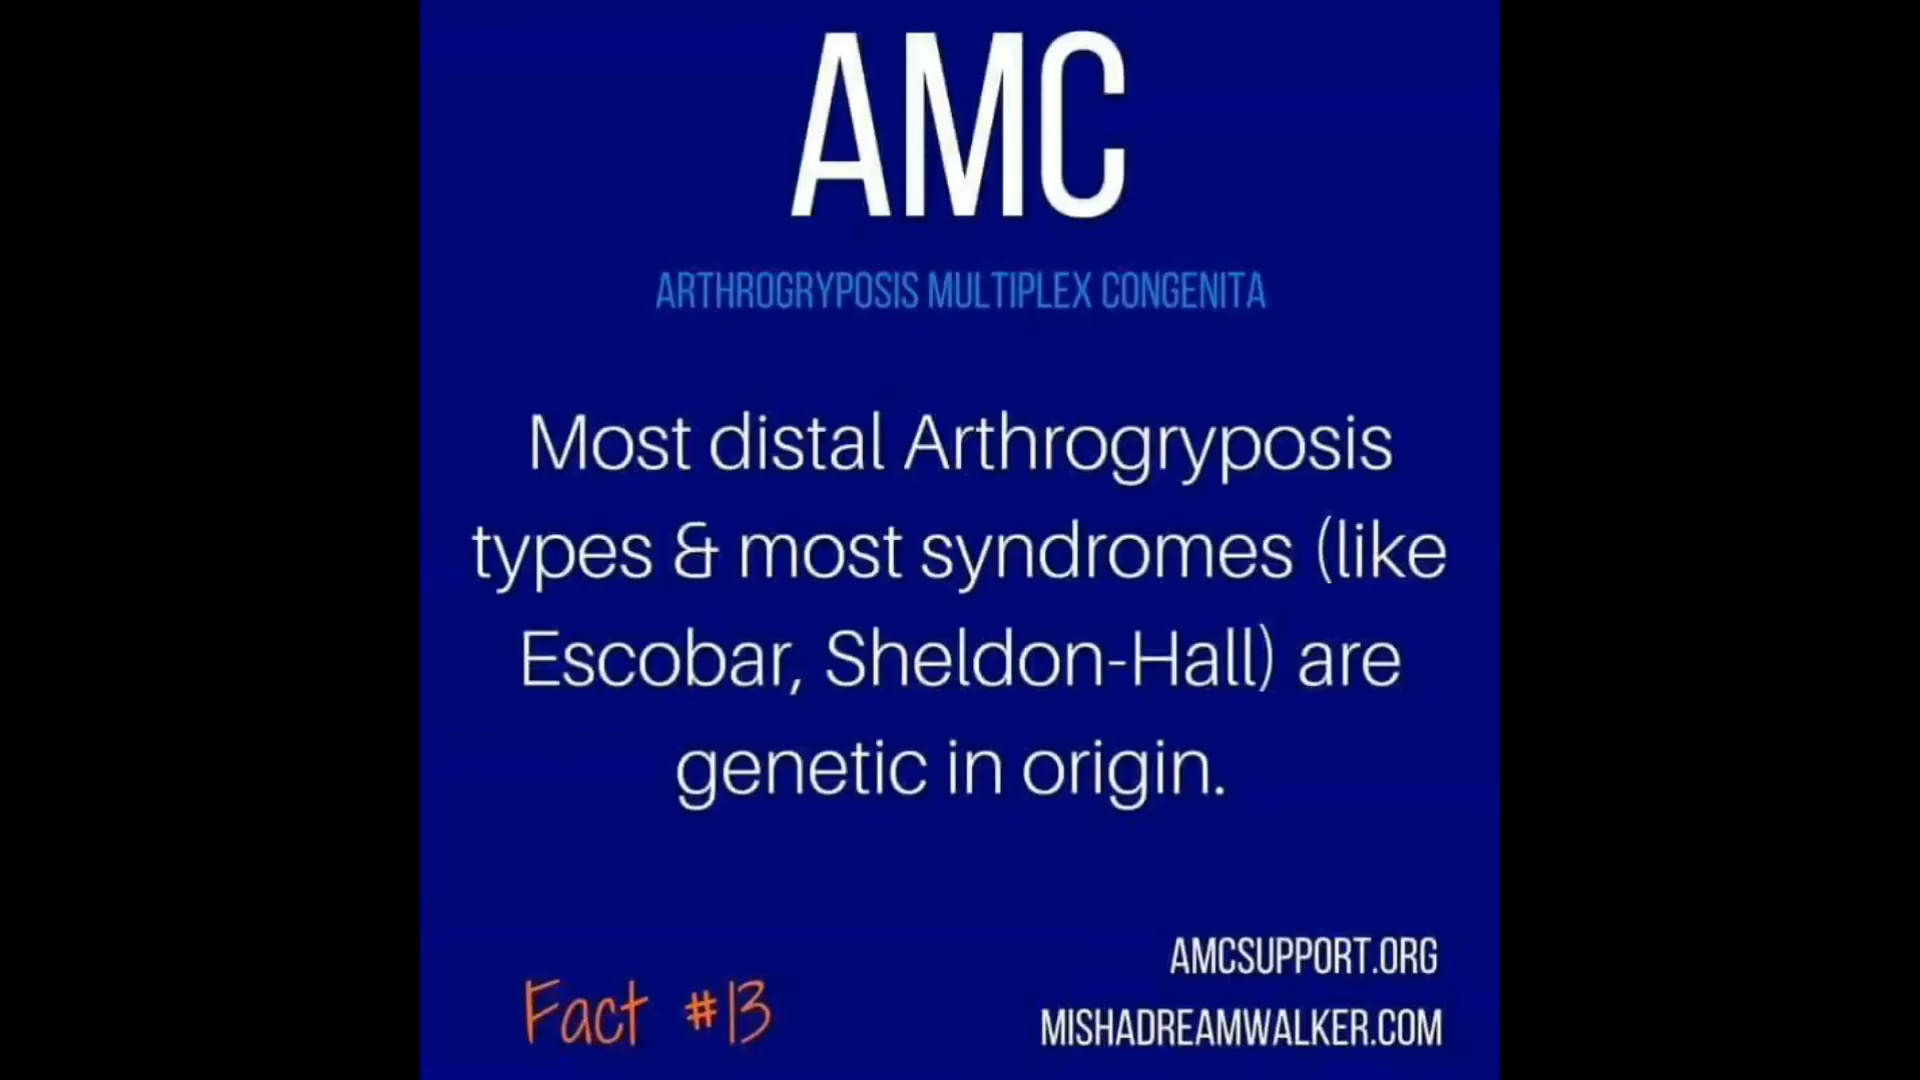 AMC
ARTHROGRYPOSIS MULTIPLEX CONGENITA
Most distal Arthrogryposis
types & most syndromes (like
Escobar, Sheldon-Hall) are
genetic in origin.
Fact #13
AMCSUPPORT.ORG
MISHADREAMWALKER.COM